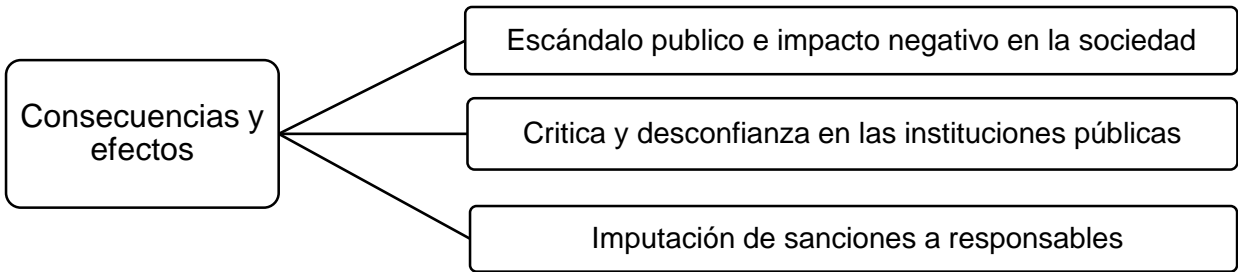 Consecuencias y
efectos
Escándalo publico e impacto negativo en la sociedad
Critica y desconfianza en las instituciones públicas
Imputación de sanciones a responsables